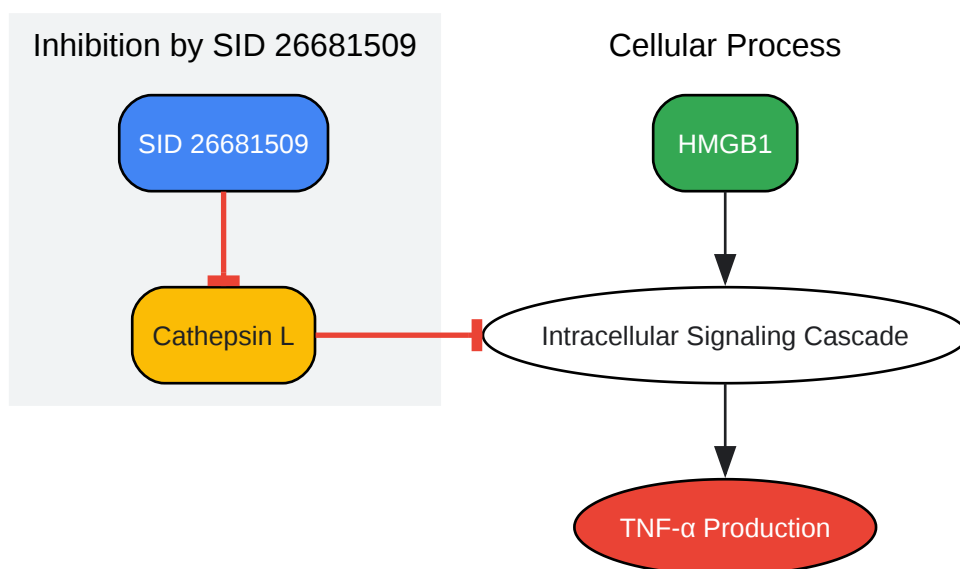 Inhibition by SID 26681509
Cellular Process
SID 26681509
HMGB1
Cathepsin L
Intracellular Signaling Cascade
TNF-α Production